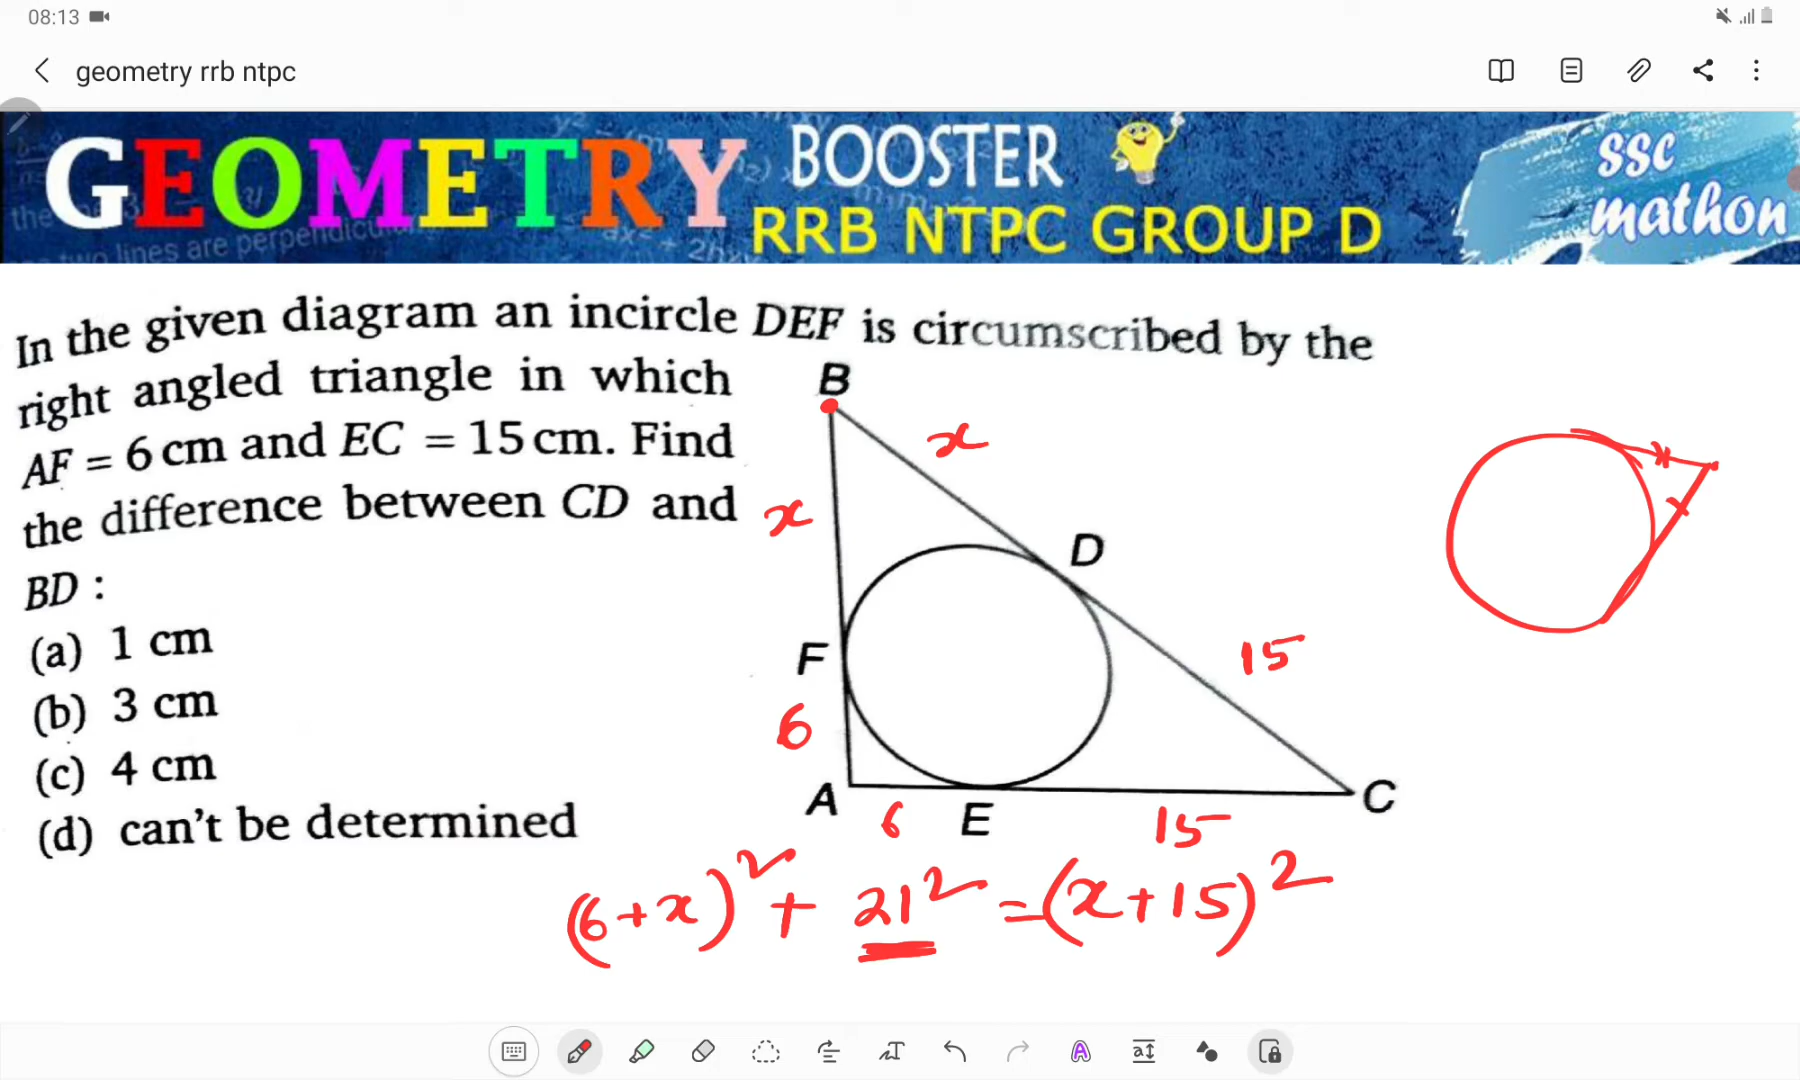 08:13
geometry rrb ntpc
GEOMETRY BOOSTER
RRB NTPC GROUP D
ssc
mathon
In the given diagram an incircle DEF is circumscribed by the
right angled triangle in which
AF = 6 cm and EC = 15 cm. Find
the difference between CD and
BD :
(a) 1 cm
(b) 3 cm
(c) 4 cm
(d) can't be determined
B
x
x
D
F
15
6
A
6
E
15
C
(6+x)² + 21² = (x+15)²